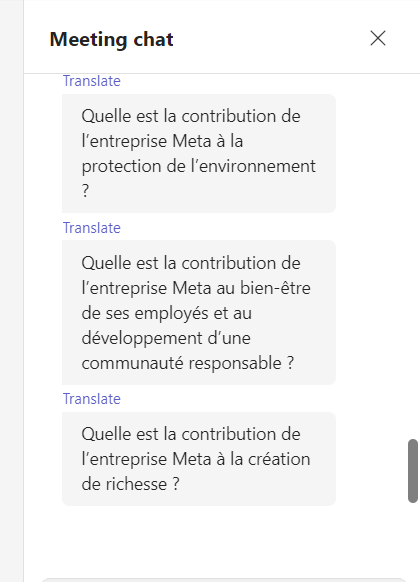 Meeting chat
Translate
Quelle est la contribution de
l’entreprise Meta à la
protection de l’environnement
?
Translate
Quelle est la contribution de
l’entreprise Meta au bien-être
de ses employés et au
développement d’une
communauté responsable ?
Translate
Quelle est la contribution de
l’entreprise Meta à la création
de richesse ?